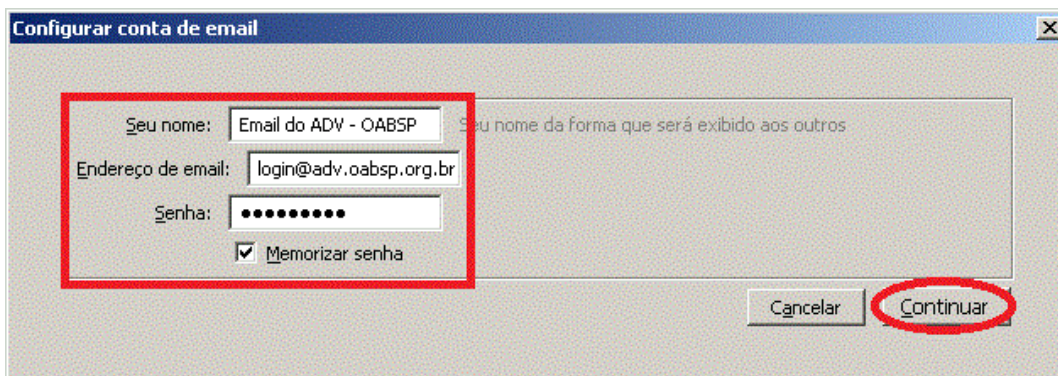 Configurar conta de email
Seu nome: Email do ADV - OABSP Seu nome da forma que será exibido aos outros
Endereço de email: login@adv.oabsp.org.br
Senha: ●●●●●●●●●
Memorizar senha
Cancelar Continuar